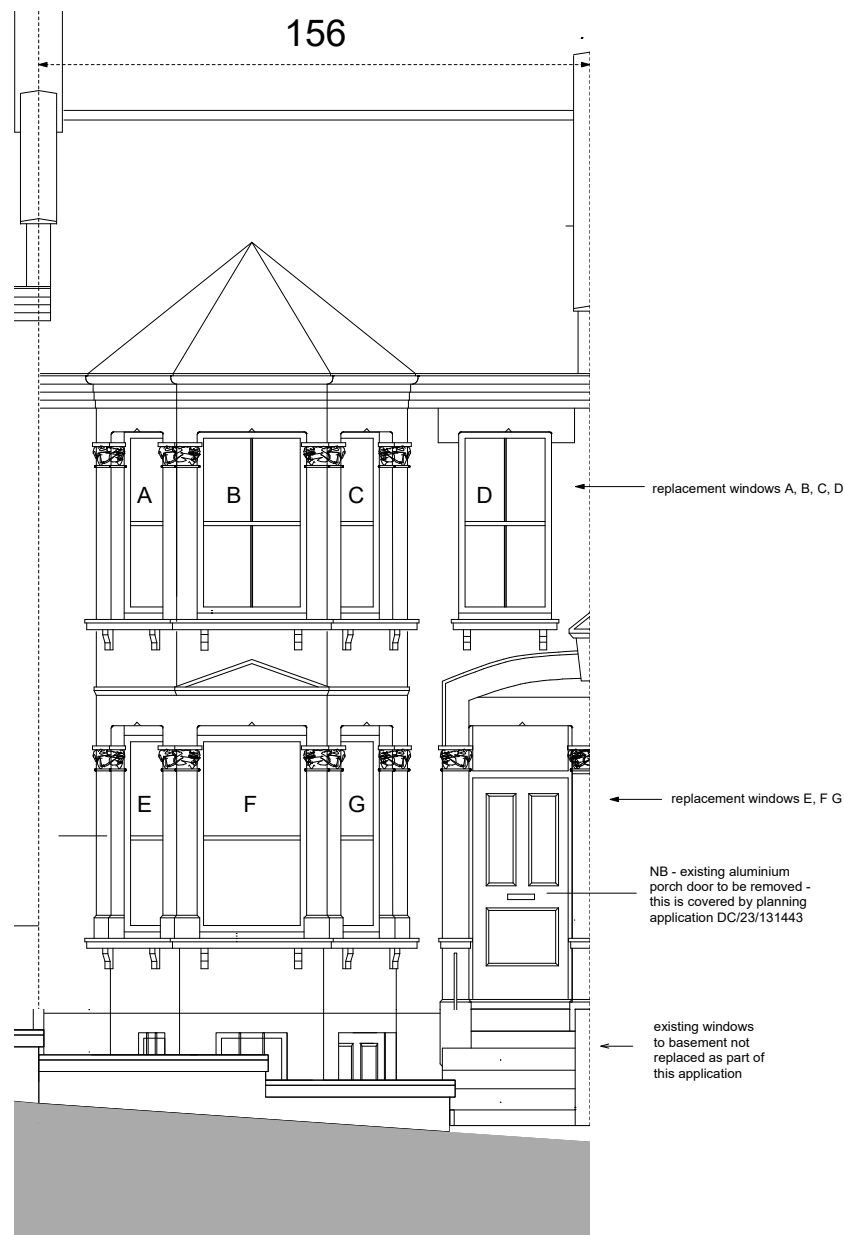 156
A
B
C
D
replacement windows A, B, C, D
E
F
G
replacement windows E, F G
NB - existing aluminium
porch door to be removed -
this is covered by planning
application DC/23/131443
existing windows
to basement not
replaced as part of
this application